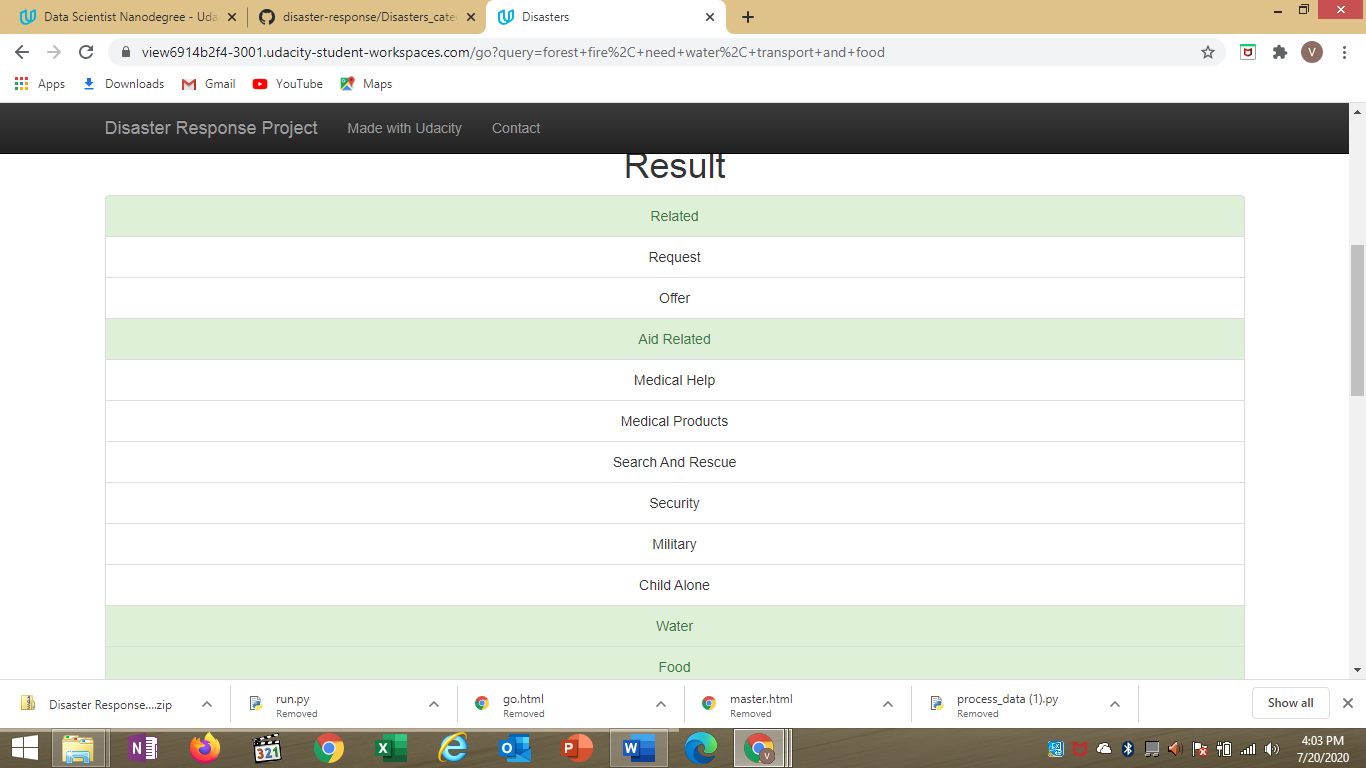 Data Scientist Nanodegree - Uda
disaster-response/Disasters_cate
Disasters
view6914b2f4-3001.udacity-student-workspaces.com/go?query=forest+fire%2C+need+water%2C+transport+and+food
V
Apps Downloads Gmail YouTube Maps
Disaster Response Project Made with Udacity Contact
Result
Related
Request
Offer
Aid Related
Medical Help
Medical Products
Search And Rescue
Security
Military
Child Alone
Water
Food
Disaster Response....zip
run.py
Removed
go.html
Removed
master.html
Removed
process_data (1).py
Removed
Show all
4:03 PM
7/20/2020